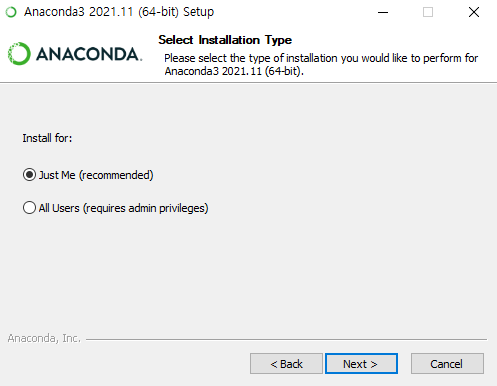 Anaconda3 2021.11 (64-bit) Setup
ANACONDA.
Select Installation Type
Please select the type of installation you would like to perform for
Anaconda3 2021.11 (64-bit).
Install for:
Just Me (recommended)
All Users (requires admin privileges)
Anaconda, Inc.
< Back
Next >
Cancel